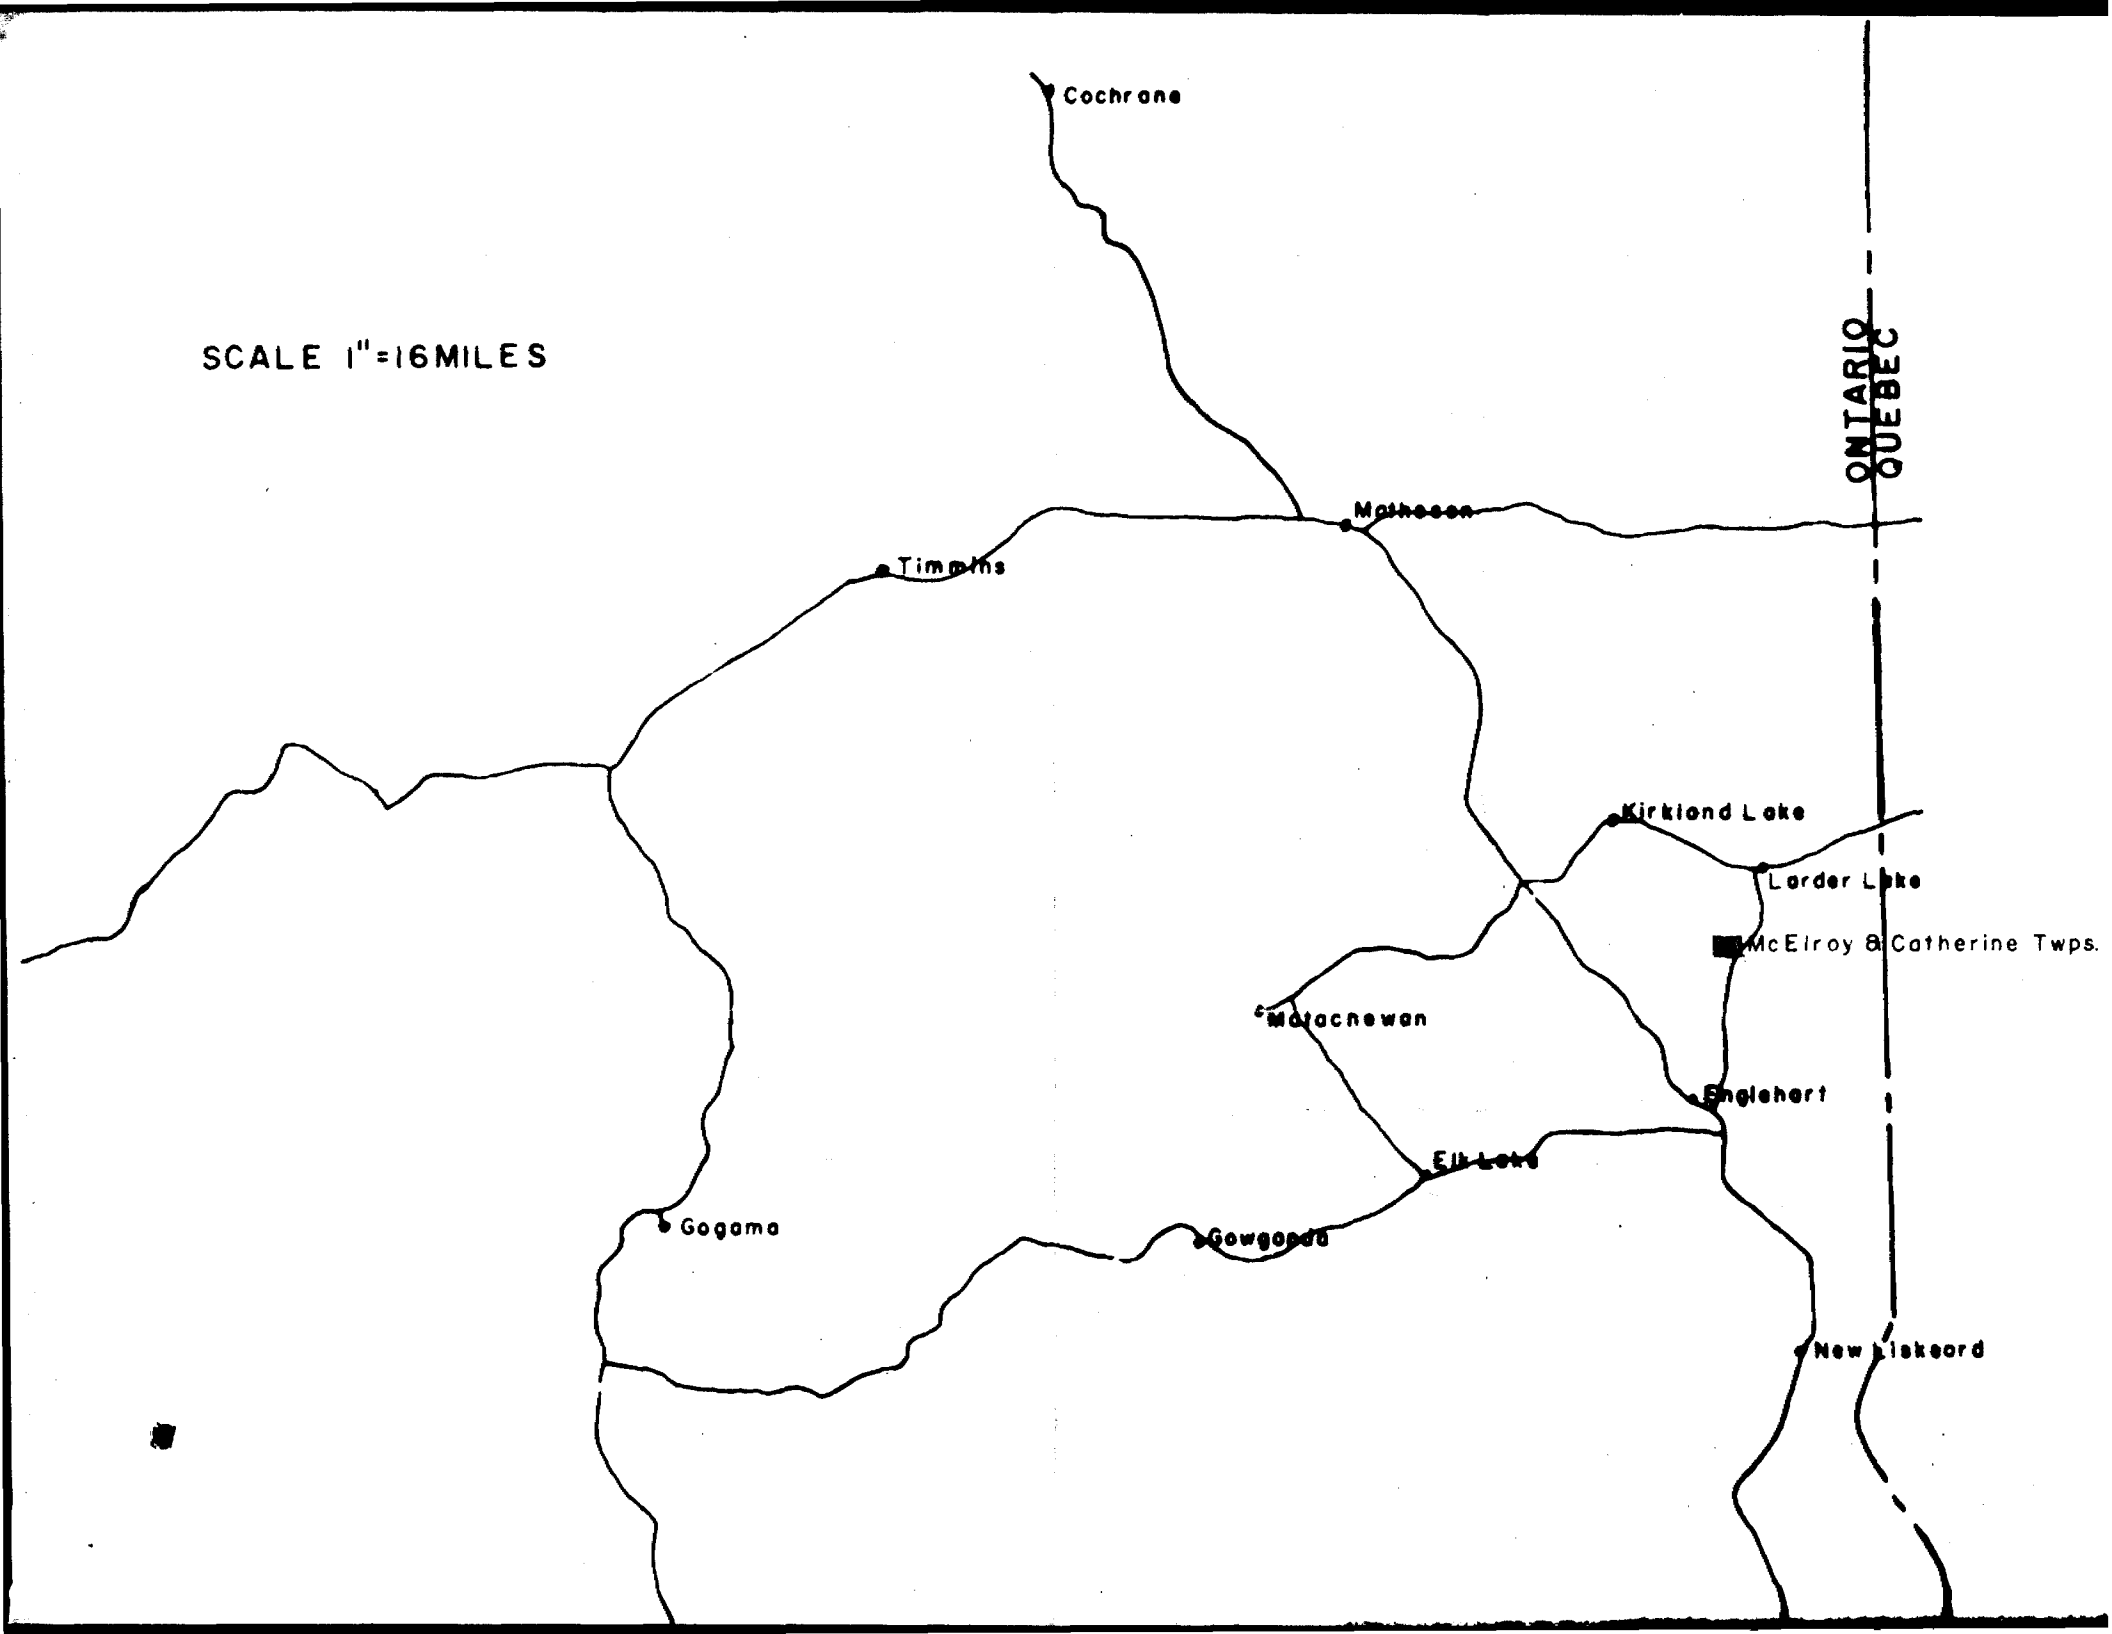 Cochrane
SCALE 1"=16MILES
ONTARIO
QUEBEC
Matheson
Timmins
Kirkland Lake
Larder Lake
McElroy & Catherine Twps.
Matachewan
Englehart
Elk Lake
Gogama
Gowganda
New Liskeard